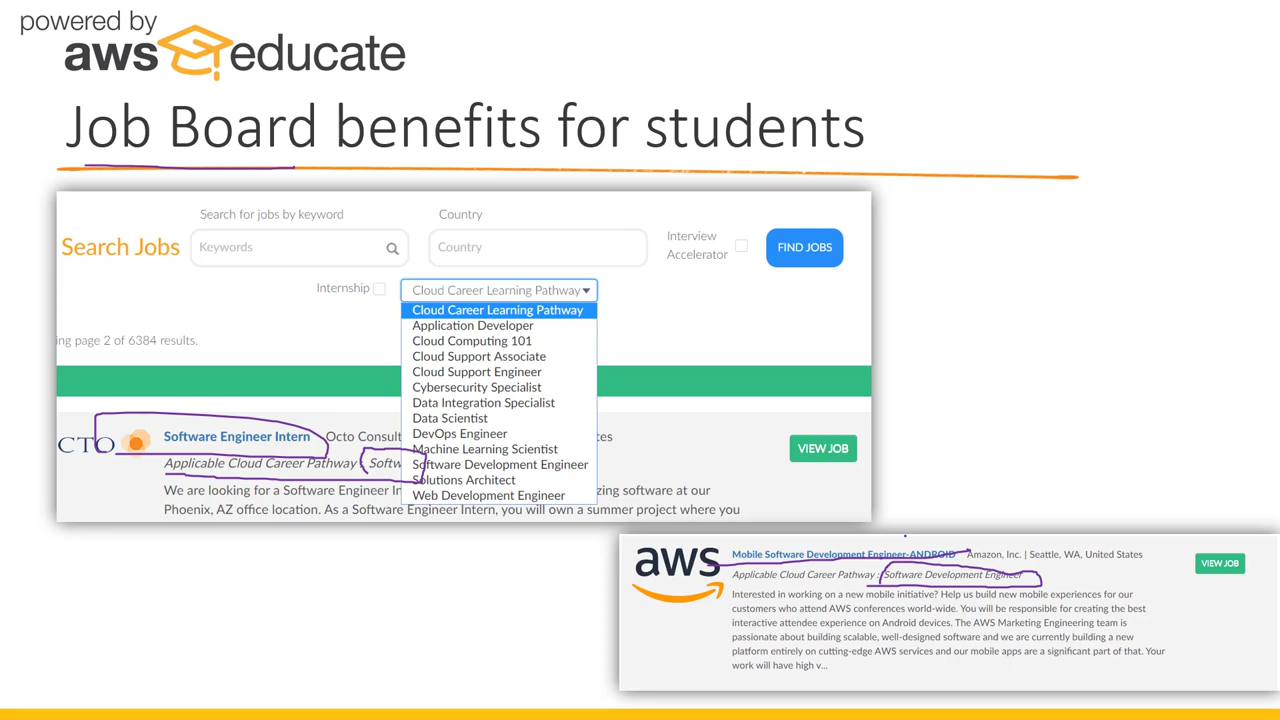 powered by
aws educate
Job Board benefits for students
Search for jobs by keyword
Country
Search Jobs
Keywords
Country
Interview
Accelerator
FIND JOBS
Internship
Cloud Career Learning Pathway
Cloud Career Learning Pathway
Application Developer
Cloud Computing 101
Cloud Support Associate
Cloud Support Engineer
Cybersecurity Specialist
Data Integration Specialist
Data Scientist
DevOps Engineer
Machine Learning Scientist
Software Development Engineer
Solutions Architect
Web Development Engineer
ing page 2 of 6384 results.
CTO
Software Engineer Intern Octo Consult tes
Applicable Cloud Career Pathway : Softw
VIEW JOB
We are looking for a Software Engineer In zing software at our
Phoenix, AZ office location. As a Software Engineer Intern, you will own a summer project where you
aws
Mobile Software Development Engineer-ANDROID Amazon, Inc. | Seattle, WA, United States
Applicable Cloud Career Pathway : Software Development Engineer
VIEW JOB
Interested in working on a new mobile initiative? Help us build new mobile experiences for our
customers who attend AWS conferences world-wide. You will be responsible for creating the best
interactive attendee experience on Android devices. The AWS Marketing Engineering team is
passionate about building scalable, well-designed software and we are currently building a new
platform entirely on cutting-edge AWS services and our mobile apps are a significant part of that. Your
work will have high v...